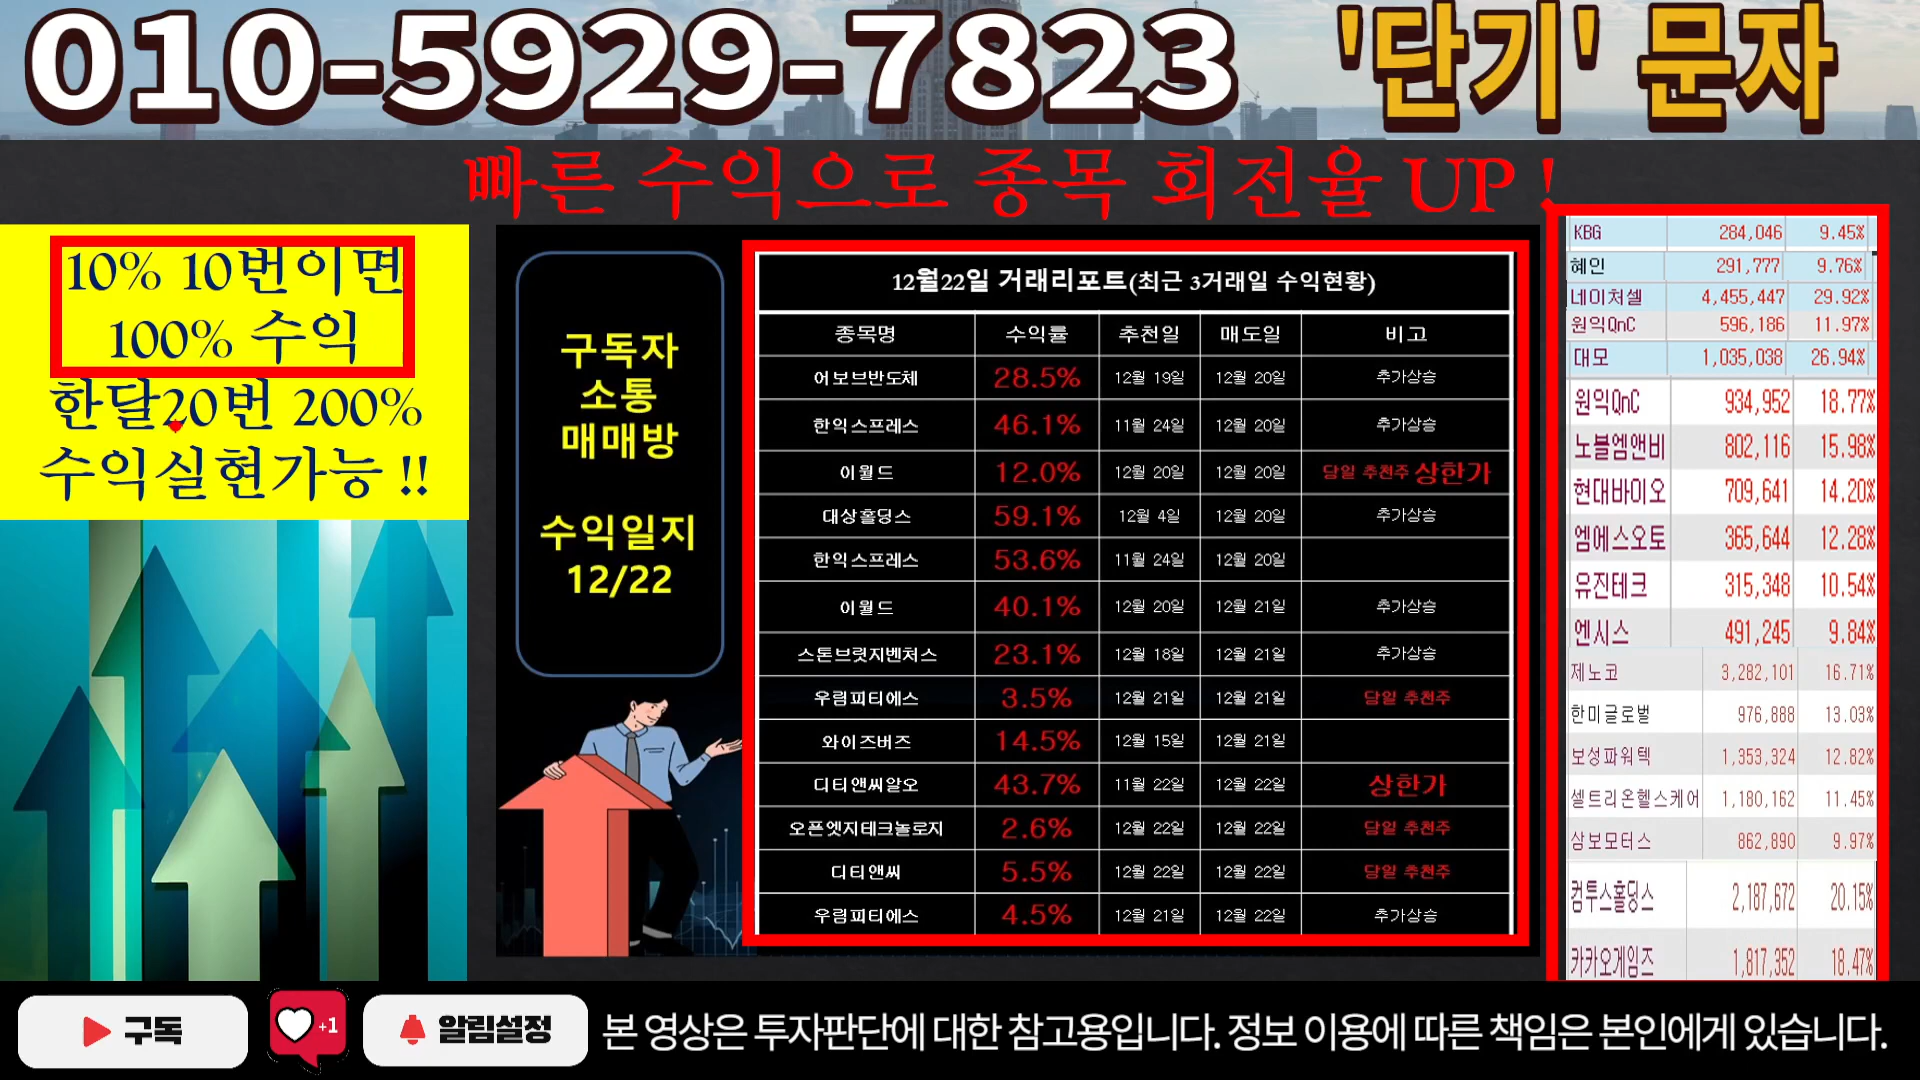 010-5929-7823 '단기' 문자
빠른 수익으로 종목 회전율 UP !
10% 10번이면
100% 수익
한달20번 200%
수익실현가능 !!
구독자
소통
매매방
수익일지
12/22
12월22일 거래리포트(최근 3거래일 수익현황)
종목명 수익률 추천일 매도일 비고
어보브반도체 28.5% 12월 19일 12월 20일 추가상승
한익스프레스 46.1% 11월 24일 12월 20일 추가상승
이월드 12.0% 12월 20일 12월 20일 당일 추천주 상한가
대상홀딩스 59.1% 12월 4일 12월 20일 추가상승
한익스프레스 53.6% 11월 24일 12월 20일
이월드 40.1% 12월 20일 12월 21일 추가상승
스톤브릿지벤처스 23.1% 12월 18일 12월 21일 추가상승
우림피티에스 3.5% 12월 21일 12월 21일 당일 추천주
와이즈버즈 14.5% 12월 15일 12월 21일
디티앤씨알오 43.7% 11월 22일 12월 22일 상한가
오픈엣지테크놀로지 2.6% 12월 22일 12월 22일 당일 추천주
디티앤씨 5.5% 12월 22일 12월 22일 당일 추천주
우림피티에스 4.5% 12월 21일 12월 22일 추가상승
KBG 284,046 9.45%
혜인 291,777 9.76%
네이처셀 4,455,447 29.92%
원익QnC 596,186 11.97%
대모 1,035,038 26.94%
원익QnC 934,952 18.77%
노블엠앤비 802,116 15.98%
현대바이오 709,641 14.20%
엠에스오토 365,644 12.28%
유진테크 315,348 10.54%
엔시스 491,245 9.84%
제노코 3,282,101 16.71%
한미글로벌 976,888 13.03%
보성파워텍 1,353,324 12.82%
셀트리온헬스케어 1,180,162 11.45%
삼보모터스 862,890 9.97%
컴투스홀딩스 2,187,672 20.15%
카카오게임즈 1,817,352 18.47%
구독 +1 알림설정 본 영상은 투자판단에 대한 참고용입니다. 정보 이용에 따른 책임은 본인에게 있습니다.